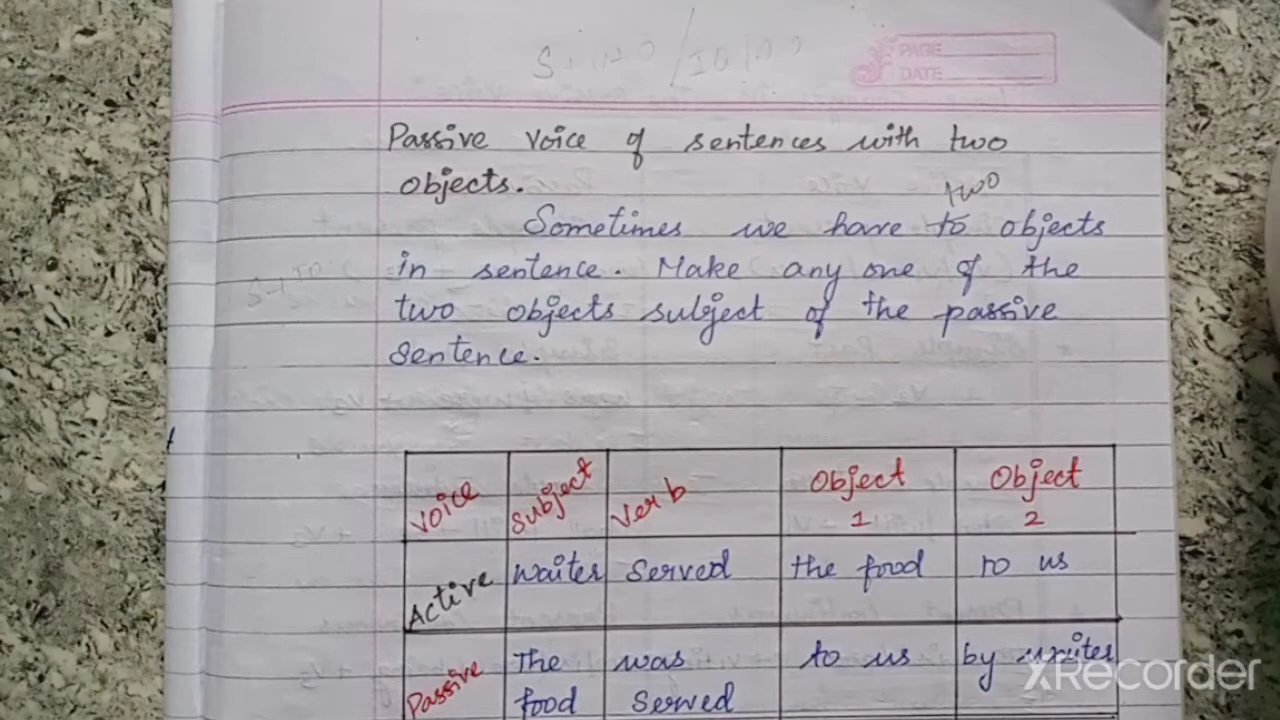 PAGE
DATE
Passive voice of sentences with two
objects.
two
Sometimes we have to objects
in sentence. Make any one of the
two objects subject of the passive
sentence.
Voice Subject Verb Object 1 Object 2
Active Waiter Served the food to us
Passive The food was served to us by waiter
XRecorder